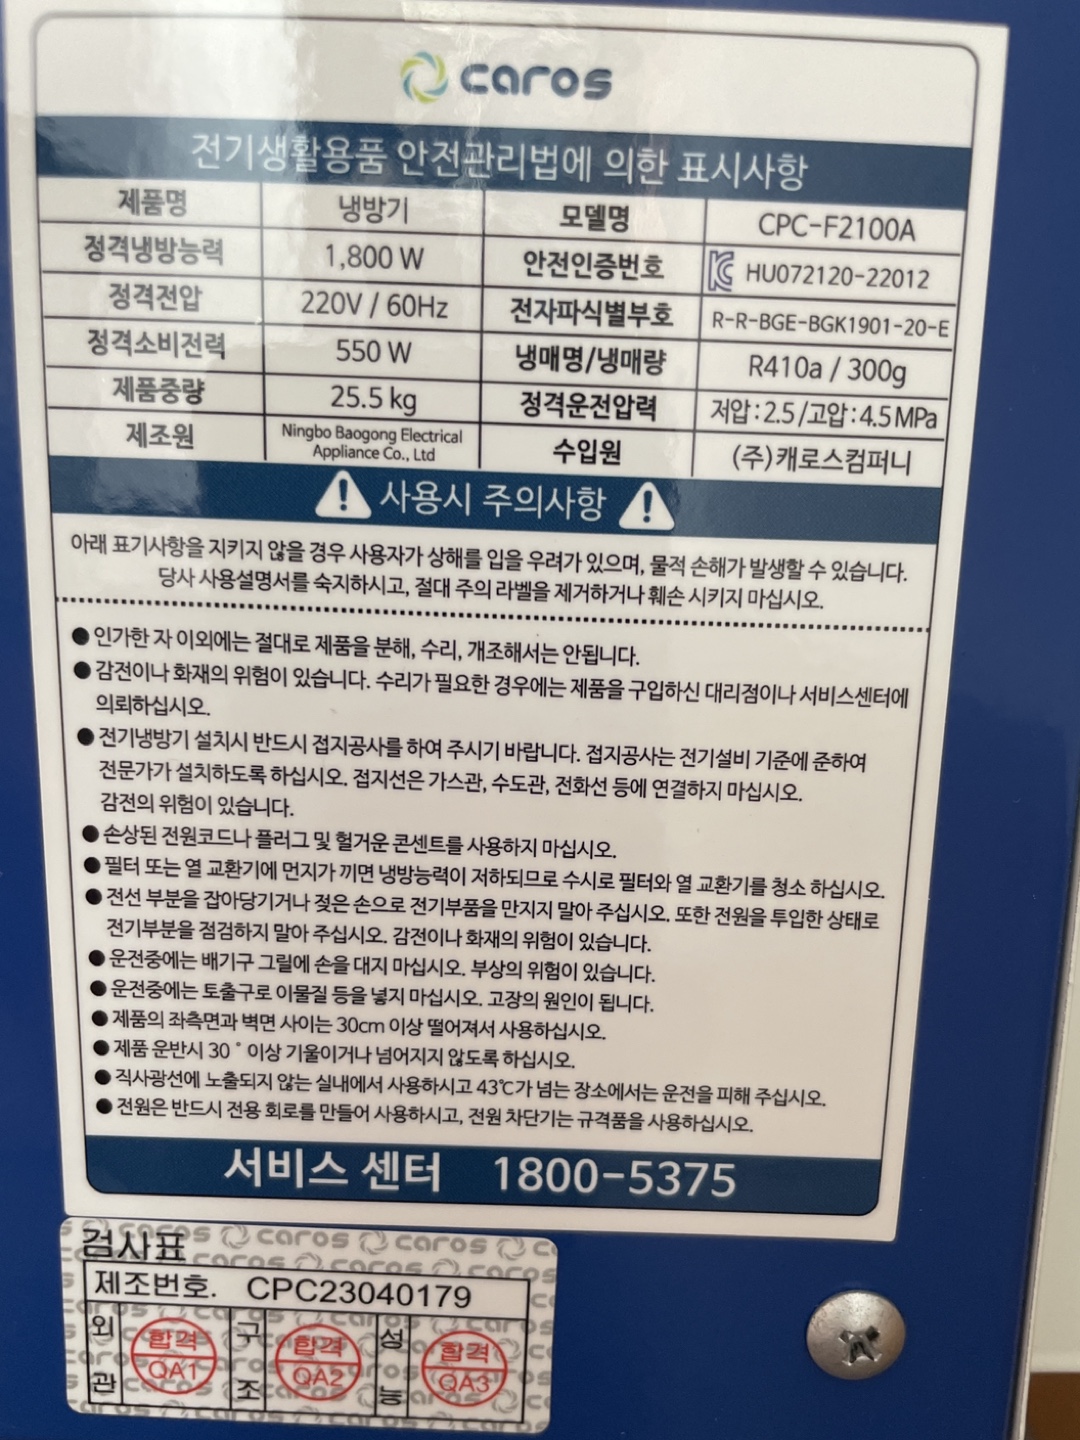 caros
전기생활용품 안전관리법에 의한 표시사항
제품명 냉방기 모델명 CPC-F2100A
정격냉방능력 1,800 W 안전인증번호 HU072120-22012
정격전압 220V / 60Hz 전자파식별부호 R-R-BGE-BGK1901-20-E
정격소비전력 550 W 냉매명/냉매량 R410a / 300g
제품중량 25.5 kg 정격운전압력 저압 : 2.5 / 고압 : 4.5 MPa
제조원 Ningbo Baogong Electrical Appliance Co., Ltd 수입원 (주)캐로스컴퍼니
사용시 주의사항
아래 표기사항을 지키지 않을 경우 사용자가 상해를 입을 우려가 있으며, 물적 손해가 발생할 수 있습니다.
당사 사용설명서를 숙지하시고, 절대 주의 라벨을 제거하거나 훼손 시키지 마십시오.
● 인가한 자 이외에는 절대로 제품을 분해, 수리, 개조해서는 안됩니다.
● 감전이나 화재의 위험이 있습니다. 수리가 필요한 경우에는 제품을 구입하신 대리점이나 서비스센터에
의뢰하십시오.
● 전기냉방기 설치시 반드시 접지공사를 하여 주시기 바랍니다. 접지공사는 전기설비 기준에 준하여
전문가가 설치하도록 하십시오. 접지선은 가스관, 수도관, 전화선 등에 연결하지 마십시오.
감전의 위험이 있습니다.
● 손상된 전원코드나 플러그 및 헐거운 콘센트를 사용하지 마십시오.
● 필터 또는 열 교환기에 먼지가 끼면 냉방능력이 저하되므로 수시로 필터와 열 교환기를 청소 하십시오.
● 전선 부분을 잡아당기거나 젖은 손으로 전기부품을 만지지 말아 주십시오. 또한 전원을 투입한 상태로
전기부분을 점검하지 말아 주십시오. 감전이나 화재의 위험이 있습니다.
● 운전중에는 배기구 그릴에 손을 대지 마십시오. 부상의 위험이 있습니다.
● 운전중에는 토출구로 이물질 등을 넣지 마십시오. 고장의 원인이 됩니다.
● 제품의 좌측면과 벽면 사이는 30cm 이상 떨어져서 사용하십시오.
● 제품 운반시 30 ° 이상 기울이거나 넘어지지 않도록 하십시오.
● 직사광선에 노출되지 않는 실내에서 사용하시고 43℃가 넘는 장소에서는 운전을 피해 주십시오.
● 전원은 반드시 전용 회로를 만들어 사용하시고, 전원 차단기는 규격품을 사용하십시오.
서비스 센터 1800-5375
검사표
제조번호. CPC23040179
외관 합격 QA1 구조 합격 QA2 성능 합격 QA3